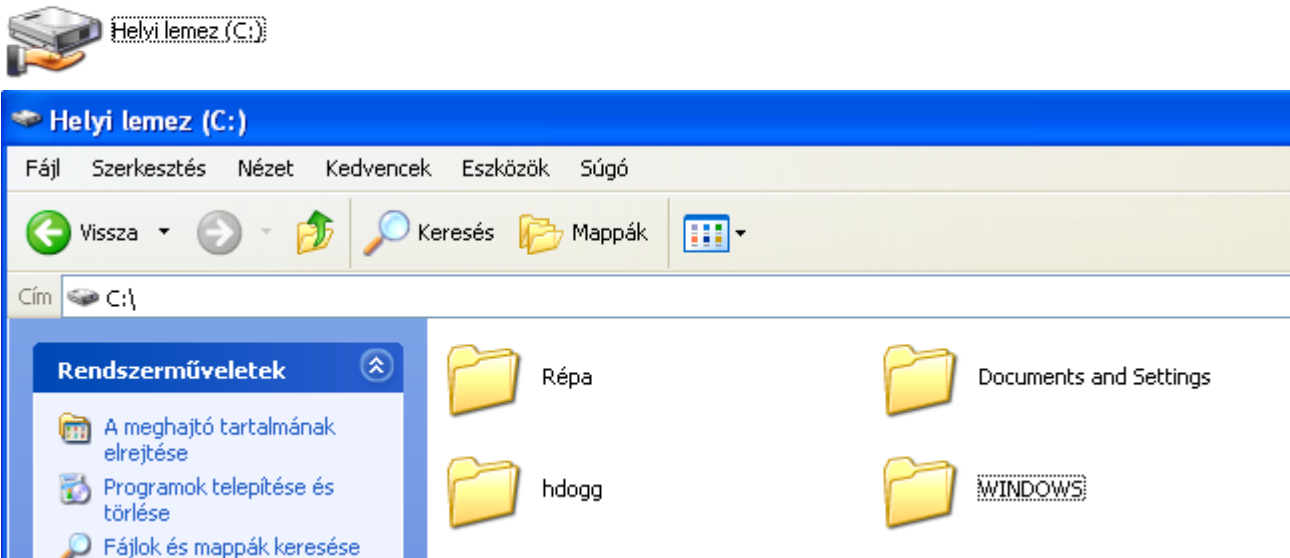 Helyi lemez (C:)
Helyi lemez (C:)
Fájl Szerkesztés Nézet Kedvencek Eszközök Súgó
Vissza Keresés Mappák
Cím C:\
Rendszerműveletek
A meghajtó tartalmának
elrejtése
Programok telepítése és
törlése
Fájlok és mappák keresése
Répa
Documents and Settings
hdogg
WINDOWS